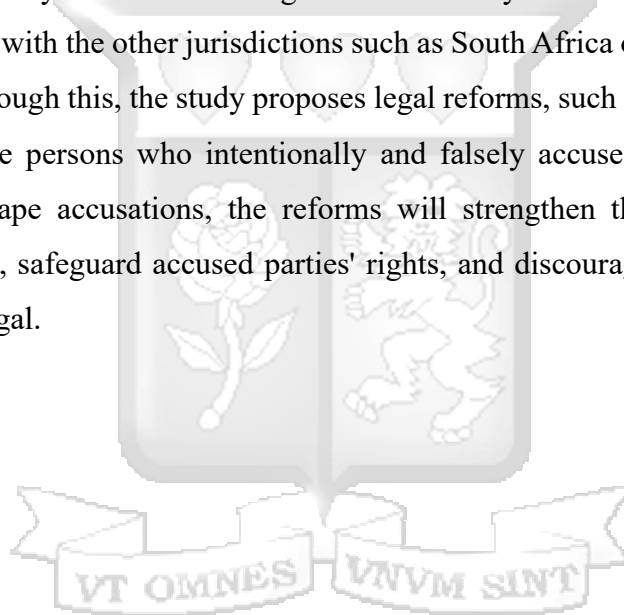 with the other jurisdictions such as South Africa
ough this, the study proposes legal reforms, such
e persons who intentionally and falsely accuse
ape accusations, the reforms will strengthen th
, safeguard accused parties' rights, and discourag
gal.
VT OMNES VNVM SINT